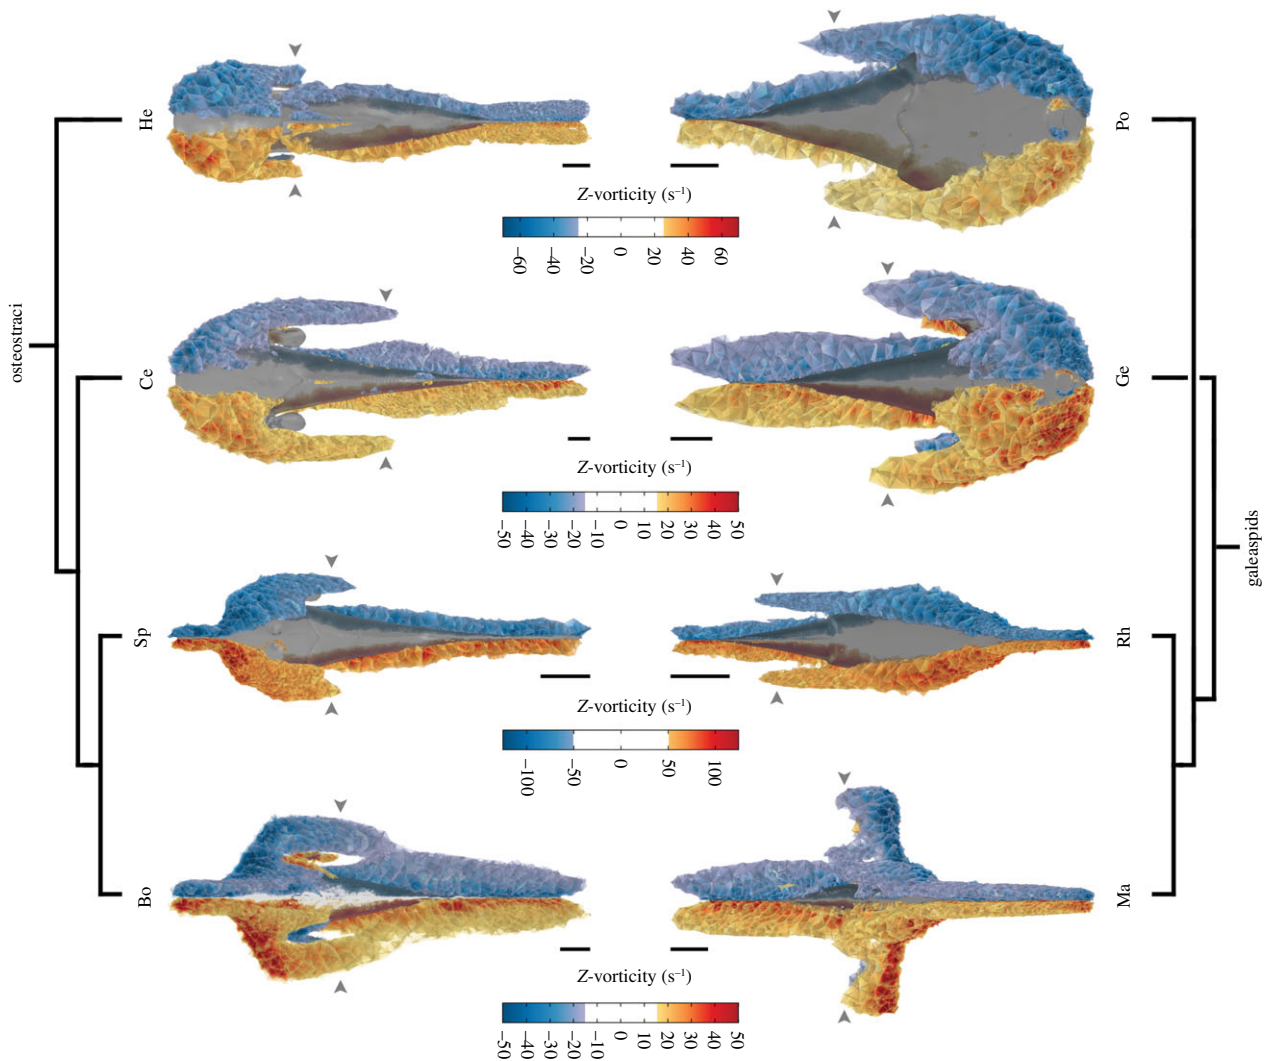 He
Po
Z-vorticity (s⁻¹)
−60 −40 −20 0 20 40 60
osteostraci
Ce
Ge
Z-vorticity (s⁻¹)
−50 −40 −30 −20 −10 0 10 20 30 40 50
galeaspids
Sp
Rh
Z-vorticity (s⁻¹)
−100 −50 0 50 100
Bo
Ma
Z-vorticity (s⁻¹)
−50 −40 −30 −20 −10 0 10 20 30 40 50